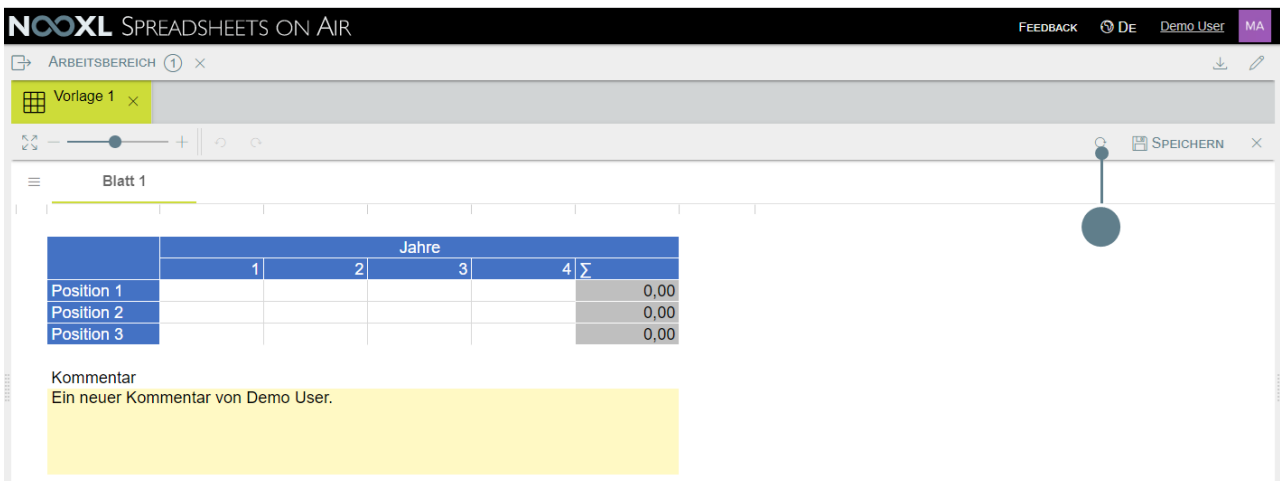 NOOXL SPREADSHEETS ON AIR FEEDBACK DE Demo User MA
ARBEITSBEREICH 1
Vorlage 1
SPEICHERN
Blatt 1
Jahre
1 2 3 4 ∑
Position 1 0,00
Position 2 0,00
Position 3 0,00
Kommentar
Ein neuer Kommentar von Demo User.